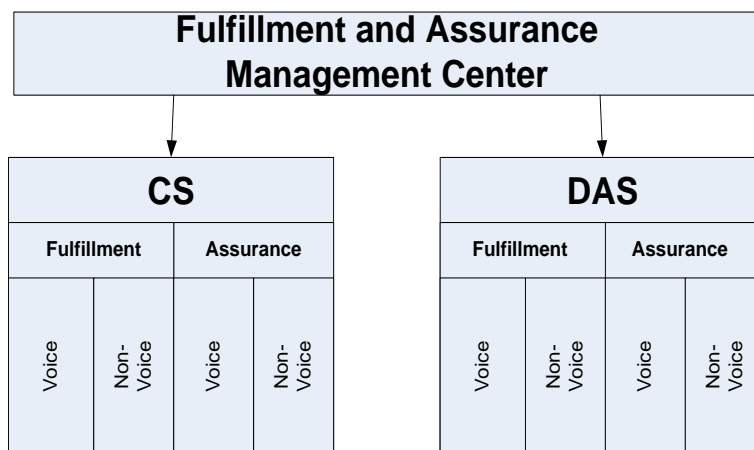 Fulfillment and Assurance
Management Center
CS
Fulfillment
Assurance
Voice
Non-
Voice
Voice
Non-
Voice
DAS
Fulfillment
Assurance
Voice
Non-
Voice
Voice
Non-
Voice